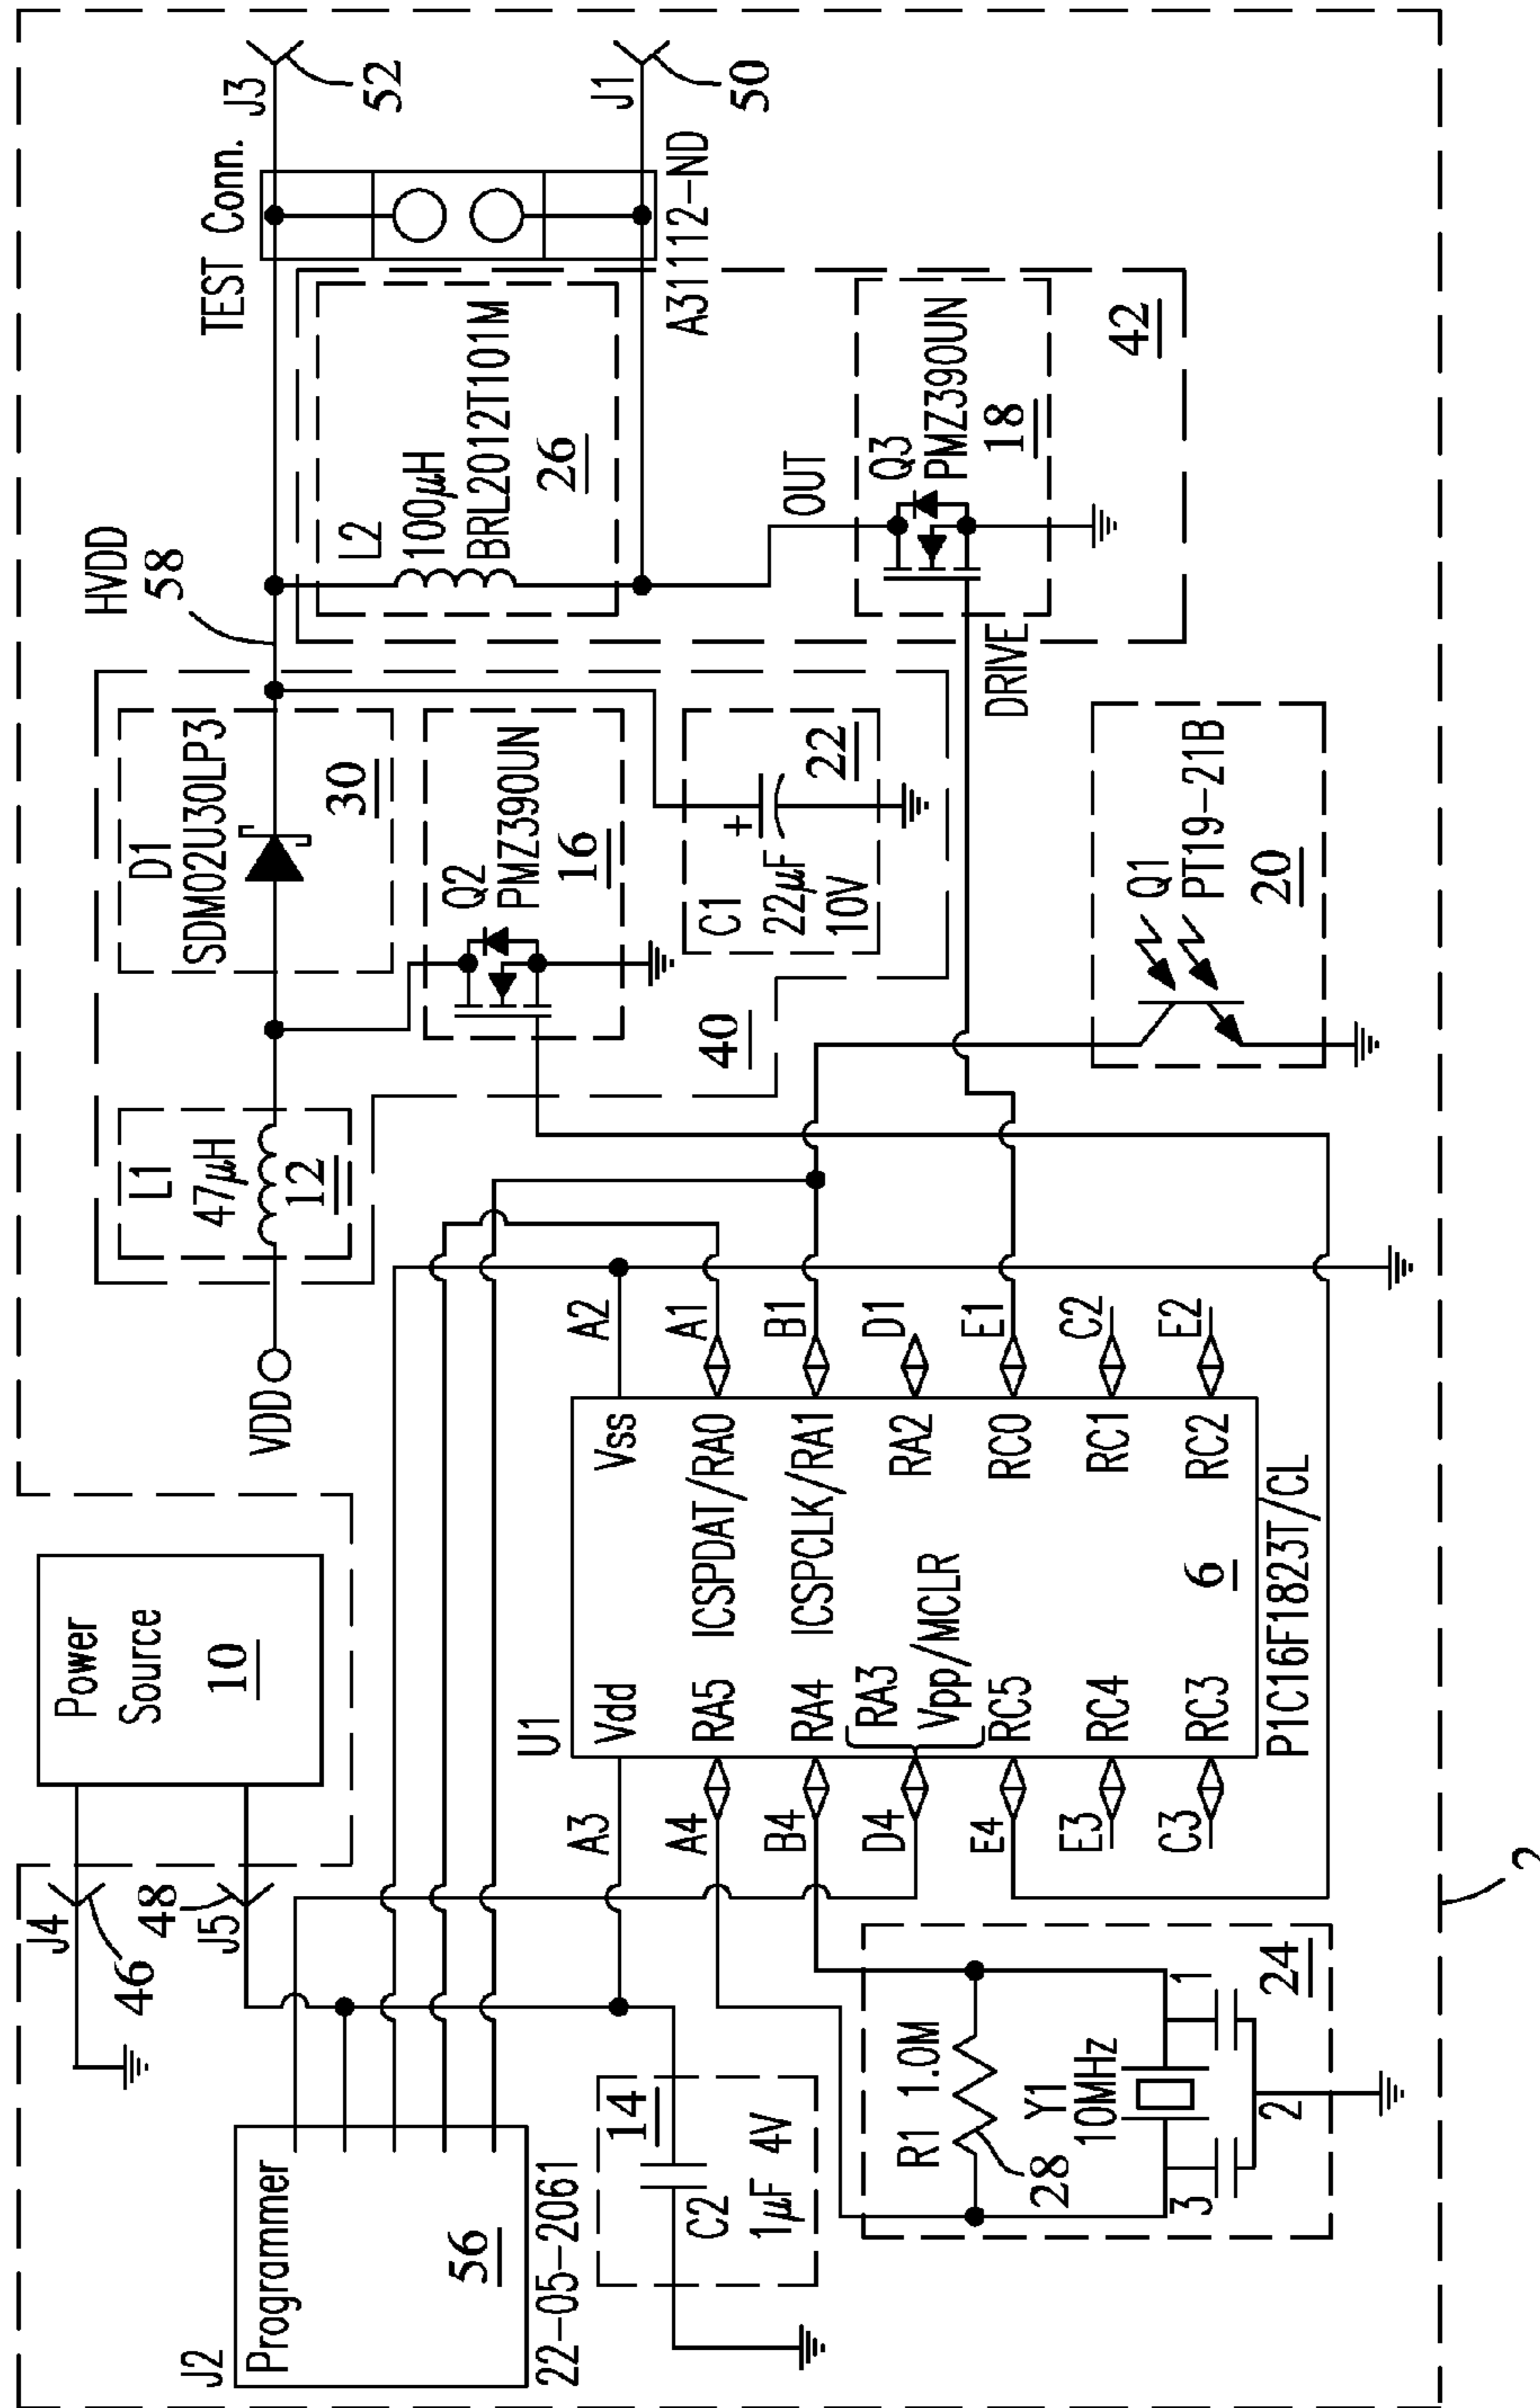 J2
Programmer
56
22-05-2061
J4
46
48
J5
Power
Source
10
14
C2
1μF 4V
R1 1.0M
28
Y1
10MHz
1
2
3
24
U1
A3
A4
B4
D4
E4
E3
C3
Vdd
RA5
RA4
RA3
Vpp/MCLR
RC5
RC4
RC3
Vss
ICSPDAT/RA0
ICSPCLK/RA1
RA2
RC0
RC1
RC2
6
P1C16F1823T/CL
A2
A1
B1
D1
E1
C2
E2
VDD
L1
47μH
12
D1
SDM02U30LP3
30
Q2
PMZ390UN
16
40
C1
22μF
10V
+
22
Q1
PT19-21B
20
HVDD
58
L2
100μH
BRL2012T101M
26
OUT
DRIVE
Q3
PMZ390UN
18
42
TEST Conn.
J3
52
J1
50
A31112-ND
2